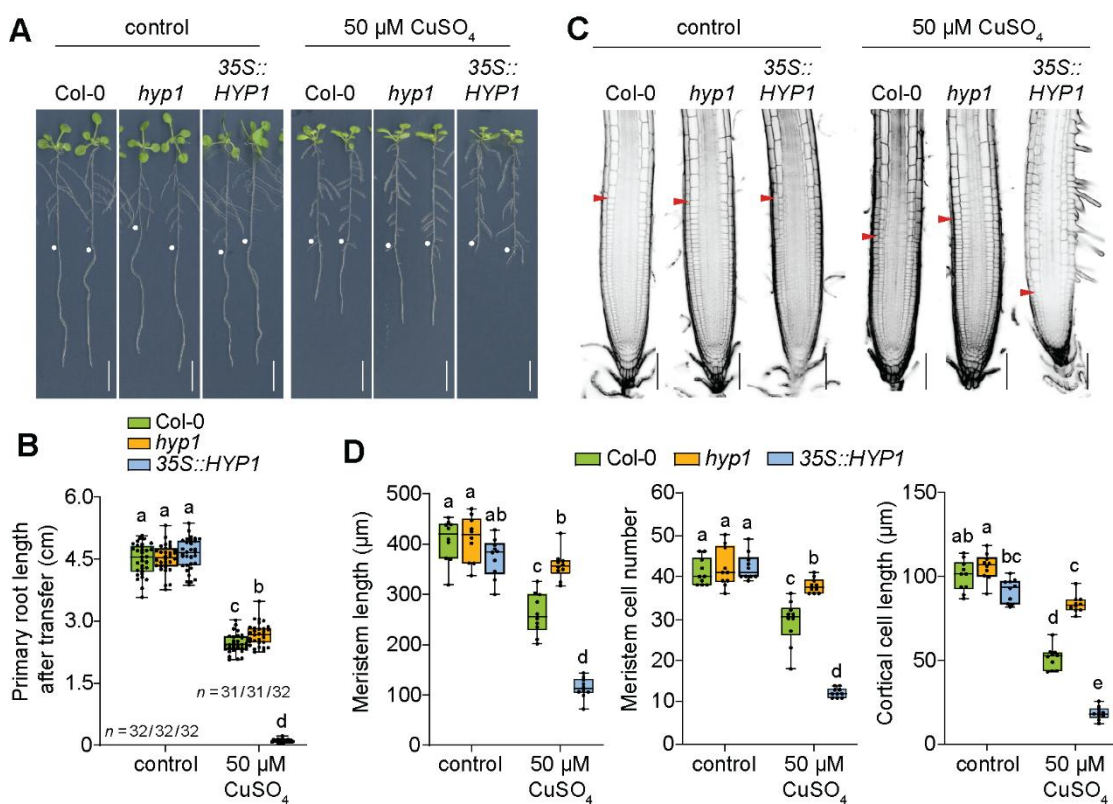 A
control
50 µM CuSO4
Col-0
hyp1
35S::
HYP1
Col-0
hyp1
35S::
HYP1
C
control
50 µM CuSO4
Col-0
hyp1
35S::
HYP1
Col-0
hyp1
35S::
HYP1
B
Col-0
hyp1
35S::HYP1
Primary root length
after transfer (cm)
6.0
4.5
3.0
1.5
0
a
a
a
c
b
d
n = 31/31/32
n = 32/32/32
control
50 µM
CuSO4
D
Col-0
hyp1
35S::HYP1
Meristem length (µm)
500
400
300
200
100
0
a
a
ab
c
b
d
control
50 µM
CuSO4
Meristem cell number
60
50
40
30
20
10
0
a
a
a
c
b
d
control
50 µM
CuSO4
Cortical cell length (µm)
150
100
50
0
ab
a
bc
d
c
e
control
50 µM
CuSO4